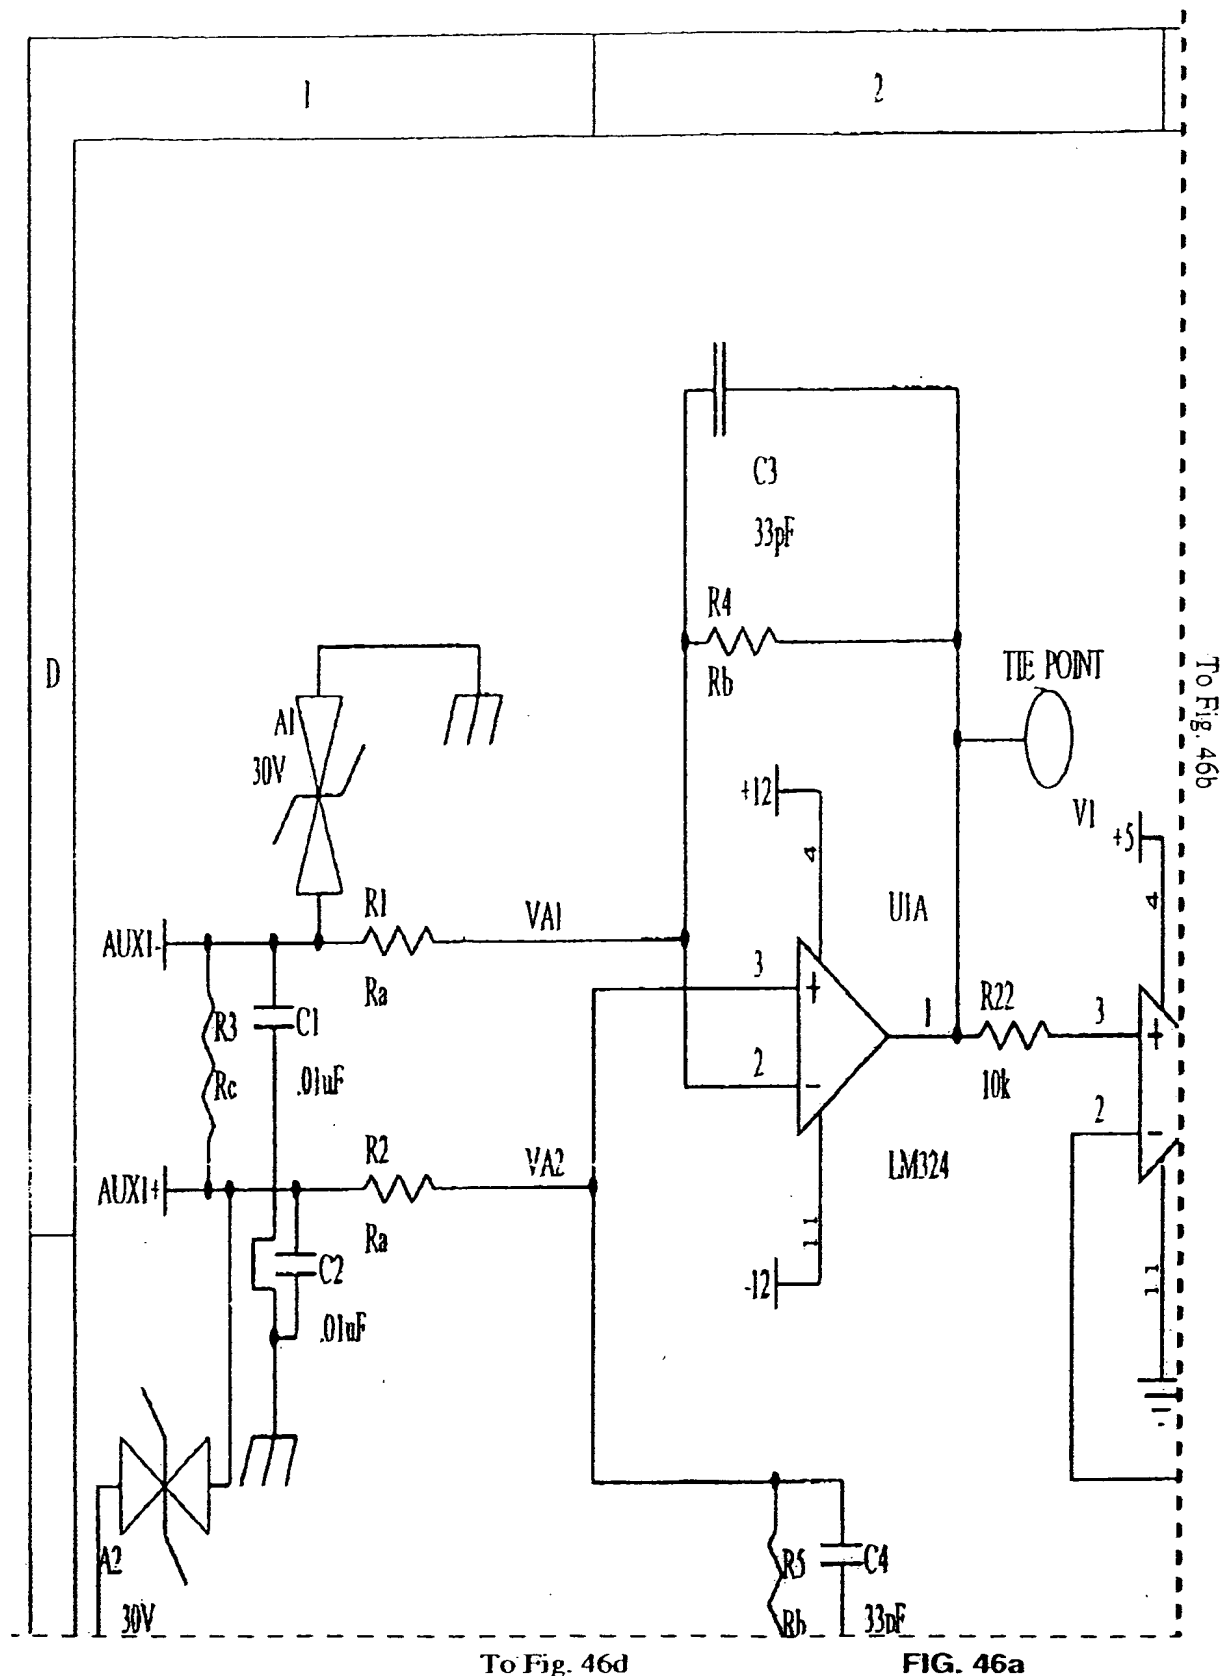 1
2
D
C3
33pF
R4
Rb
TIE POINT
To Fig. 46b
A1
30V
+12
4
V1
+5
4
R1
VA1
U1A
AUX1-
Ra
3
+
1
R22
3
+
R3
C1
Rc
.01uF
2
-
10k
2
-
R2
VA2
LM324
AUX1+
Ra
11
C2
-12
11
.01uF
A2
30V
R5
C4
Rb
33pF
To Fig. 46d
FIG. 46a